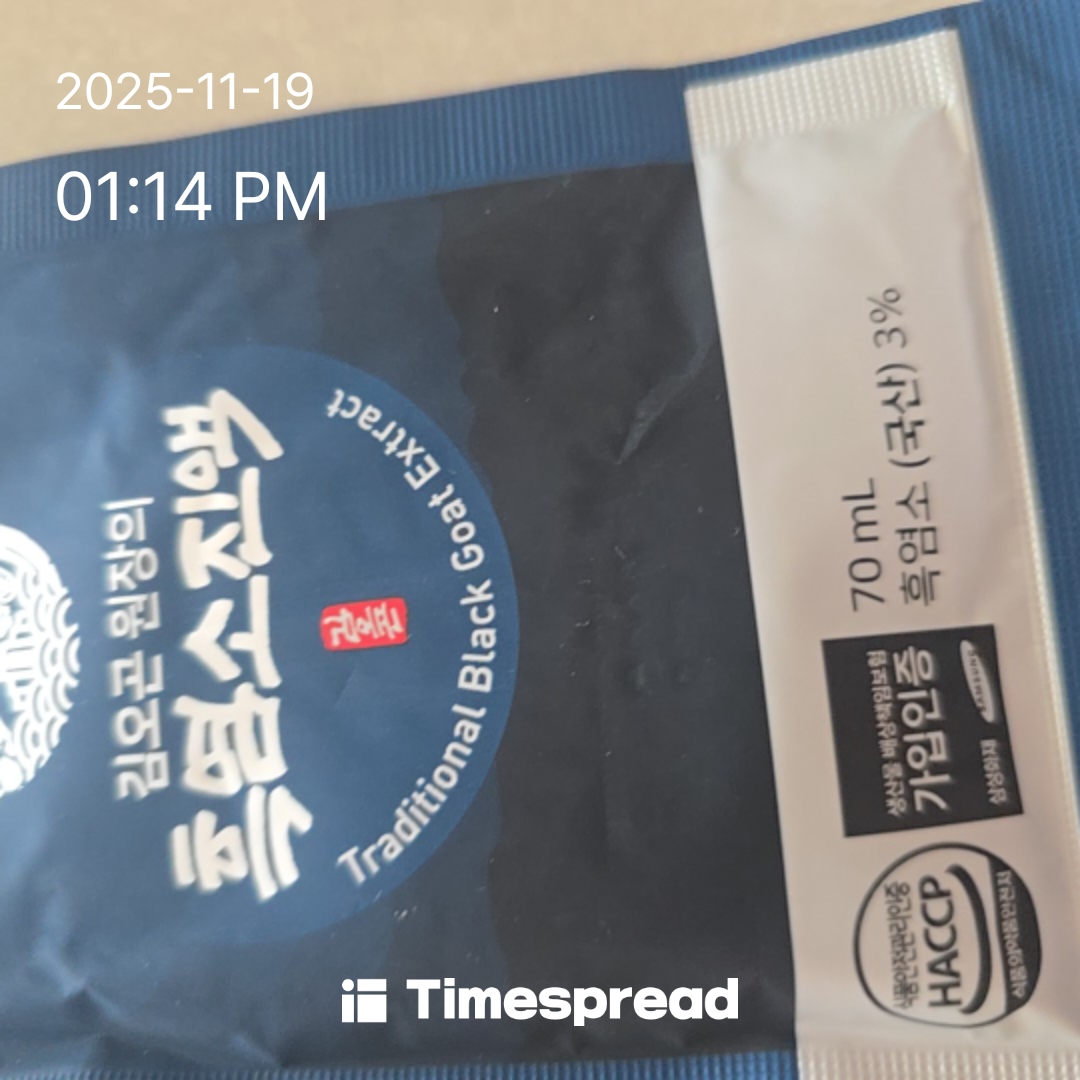 2025-11-19
01:14 PM
김오곤 원장의
흑염소진액
Traditional Black Goat Extract
70 mL
흑염소 (국산) 3%
생산물 배상책임보험
가입인증
삼성화재
SAMSUNG
식품안전관리인증
HACCP
식품의약품안전처
Timespread